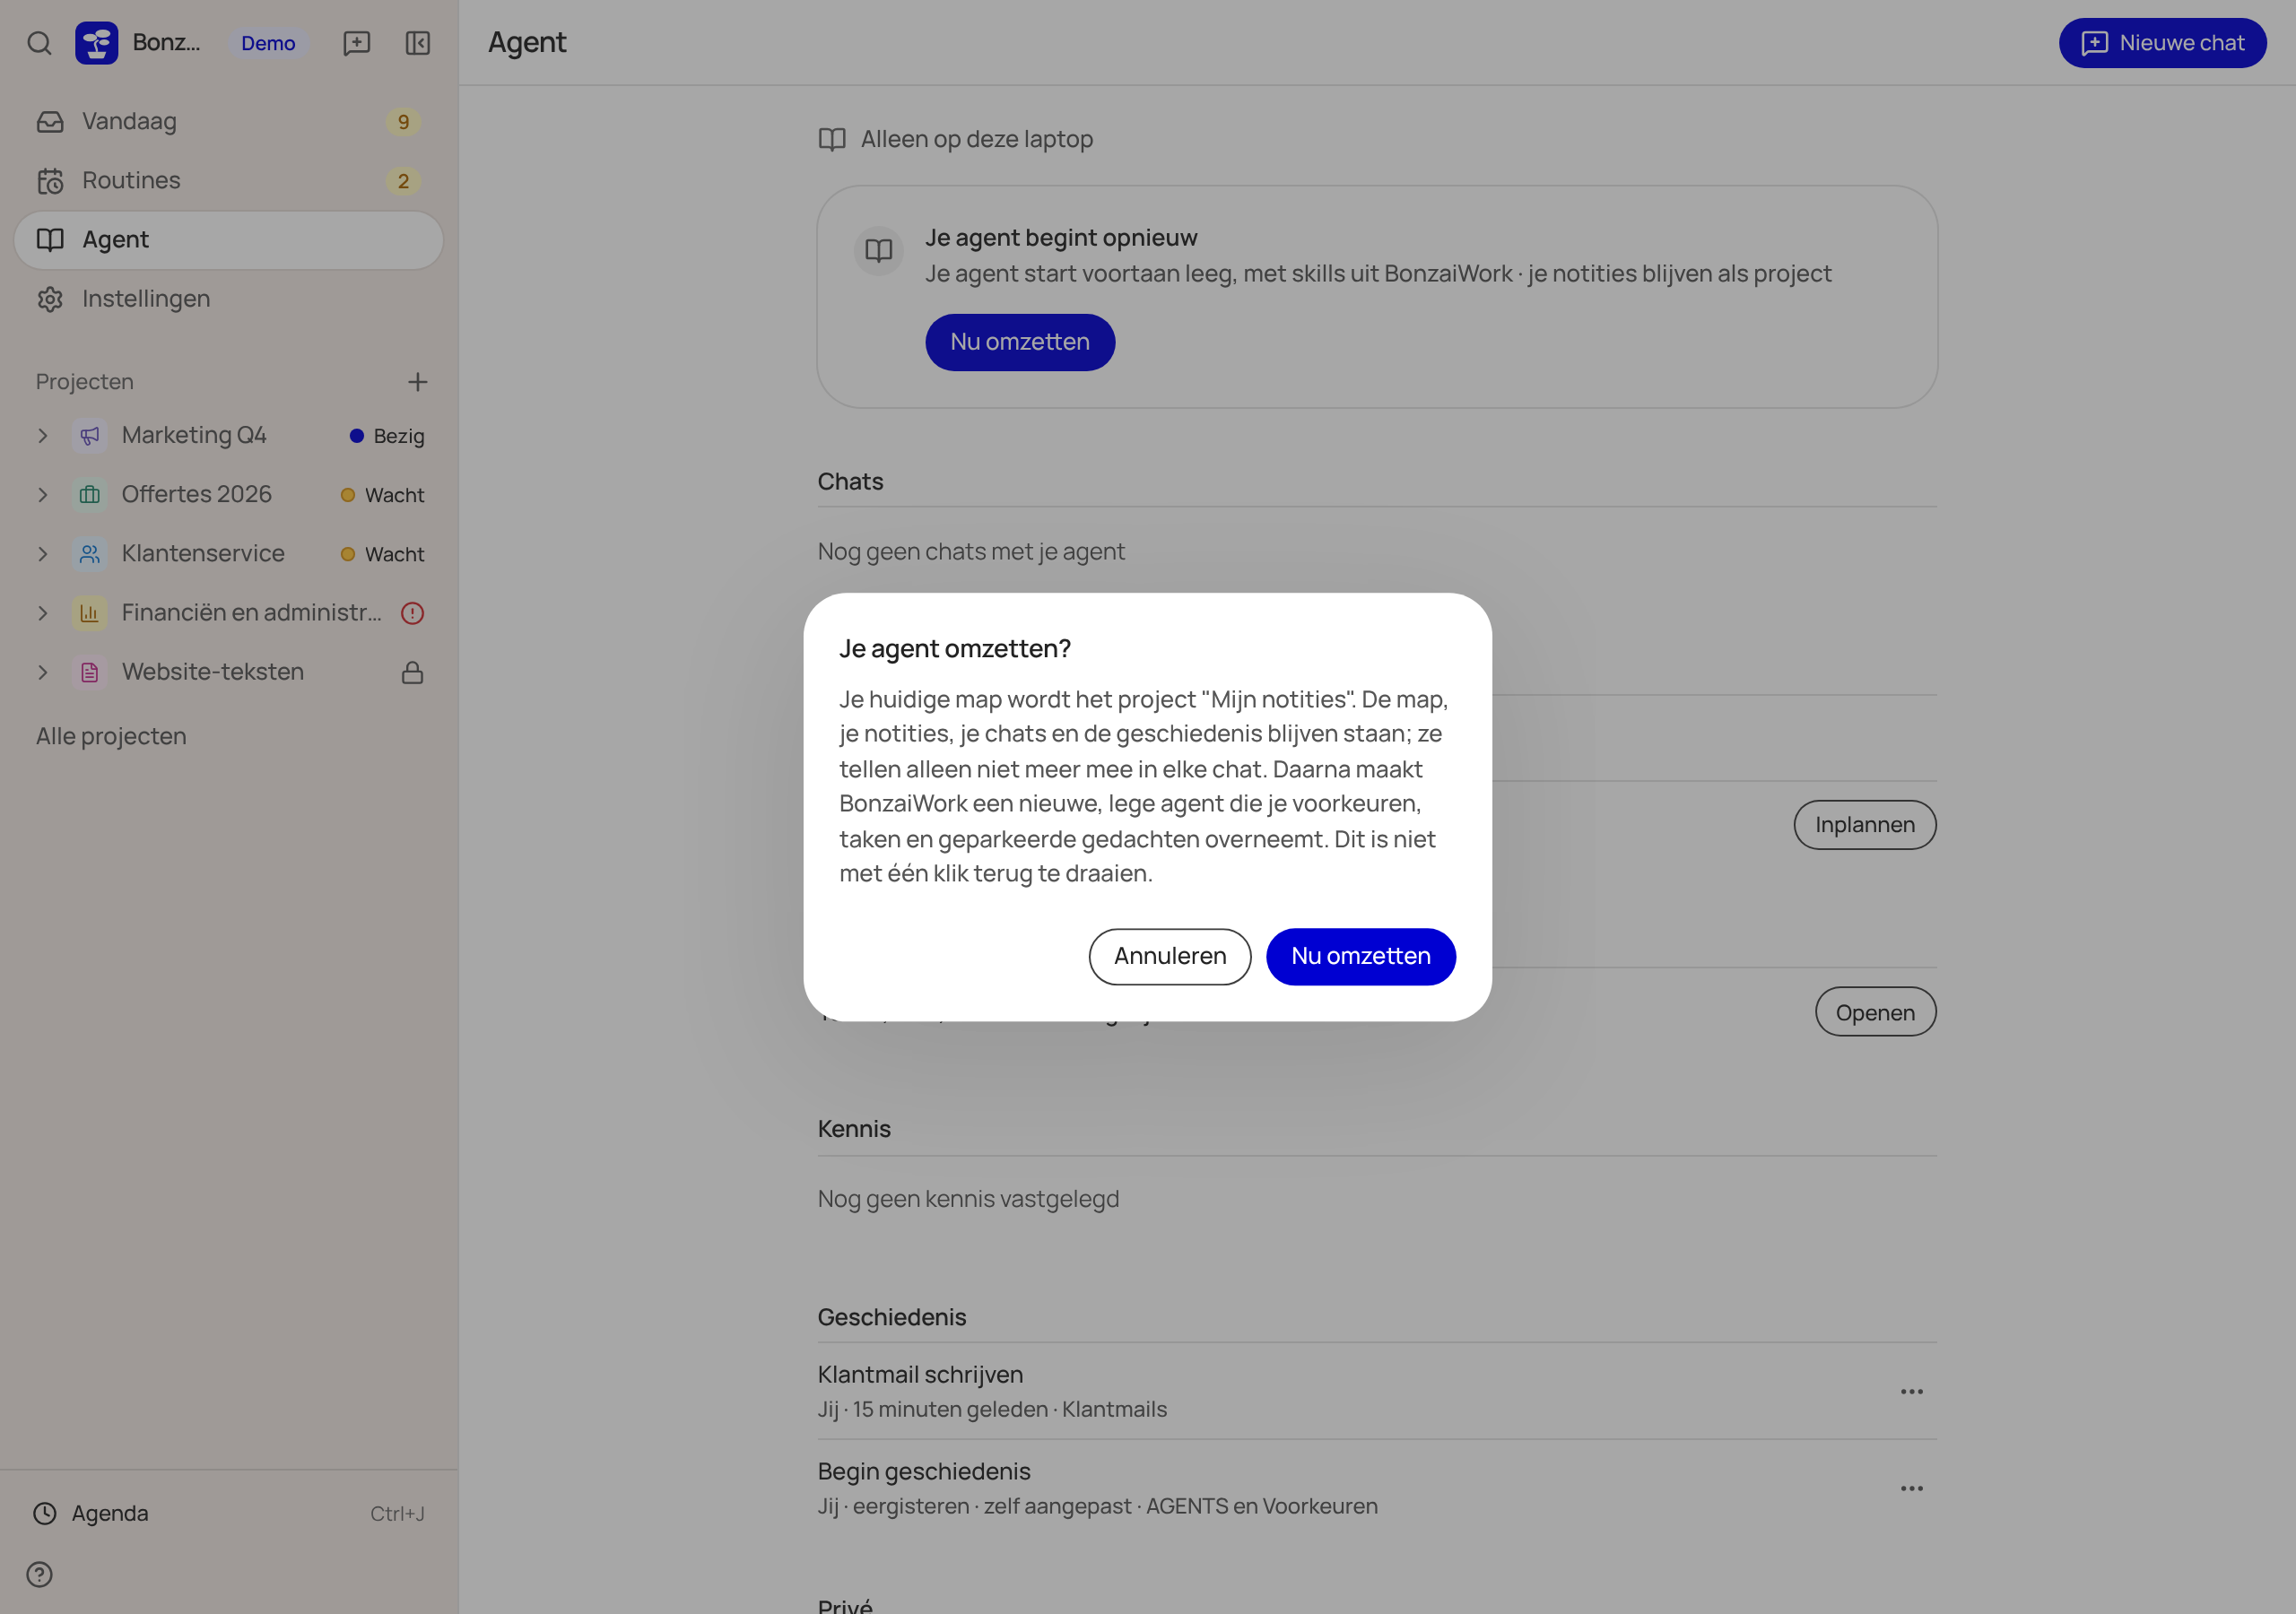 Bonz...
Demo
Vandaag
9
Routines
2
Agent
Instellingen
Projecten
Marketing Q4
Bezig
Offertes 2026
Wacht
Klantenservice
Wacht
Financiën en administr...
Website-teksten
Alle projecten
Agenda
Ctrl+J
Agent
Nieuwe chat
Alleen op deze laptop
Je agent begint opnieuw
Je agent start voortaan leeg, met skills uit BonzaiWork · je notities blijven als project
Nu omzetten
Chats
Nog geen chats met je agent
Je agent omzetten?
Je huidige map wordt het project "Mijn notities". De map,
je notities, je chats en de geschiedenis blijven staan; ze
tellen alleen niet meer mee in elke chat. Daarna maakt
BonzaiWork een nieuwe, lege agent die je voorkeuren,
taken en geparkeerde gedachten overneemt. Dit is niet
met één klik terug te draaien.
Annuleren
Nu omzetten
Inplannen
Openen
Kennis
Nog geen kennis vastgelegd
Geschiedenis
Klantmail schrijven
Jij · 15 minuten geleden · Klantmails
Begin geschiedenis
Jij · eergisteren · zelf aangepast · AGENTS en Voorkeuren
Privé